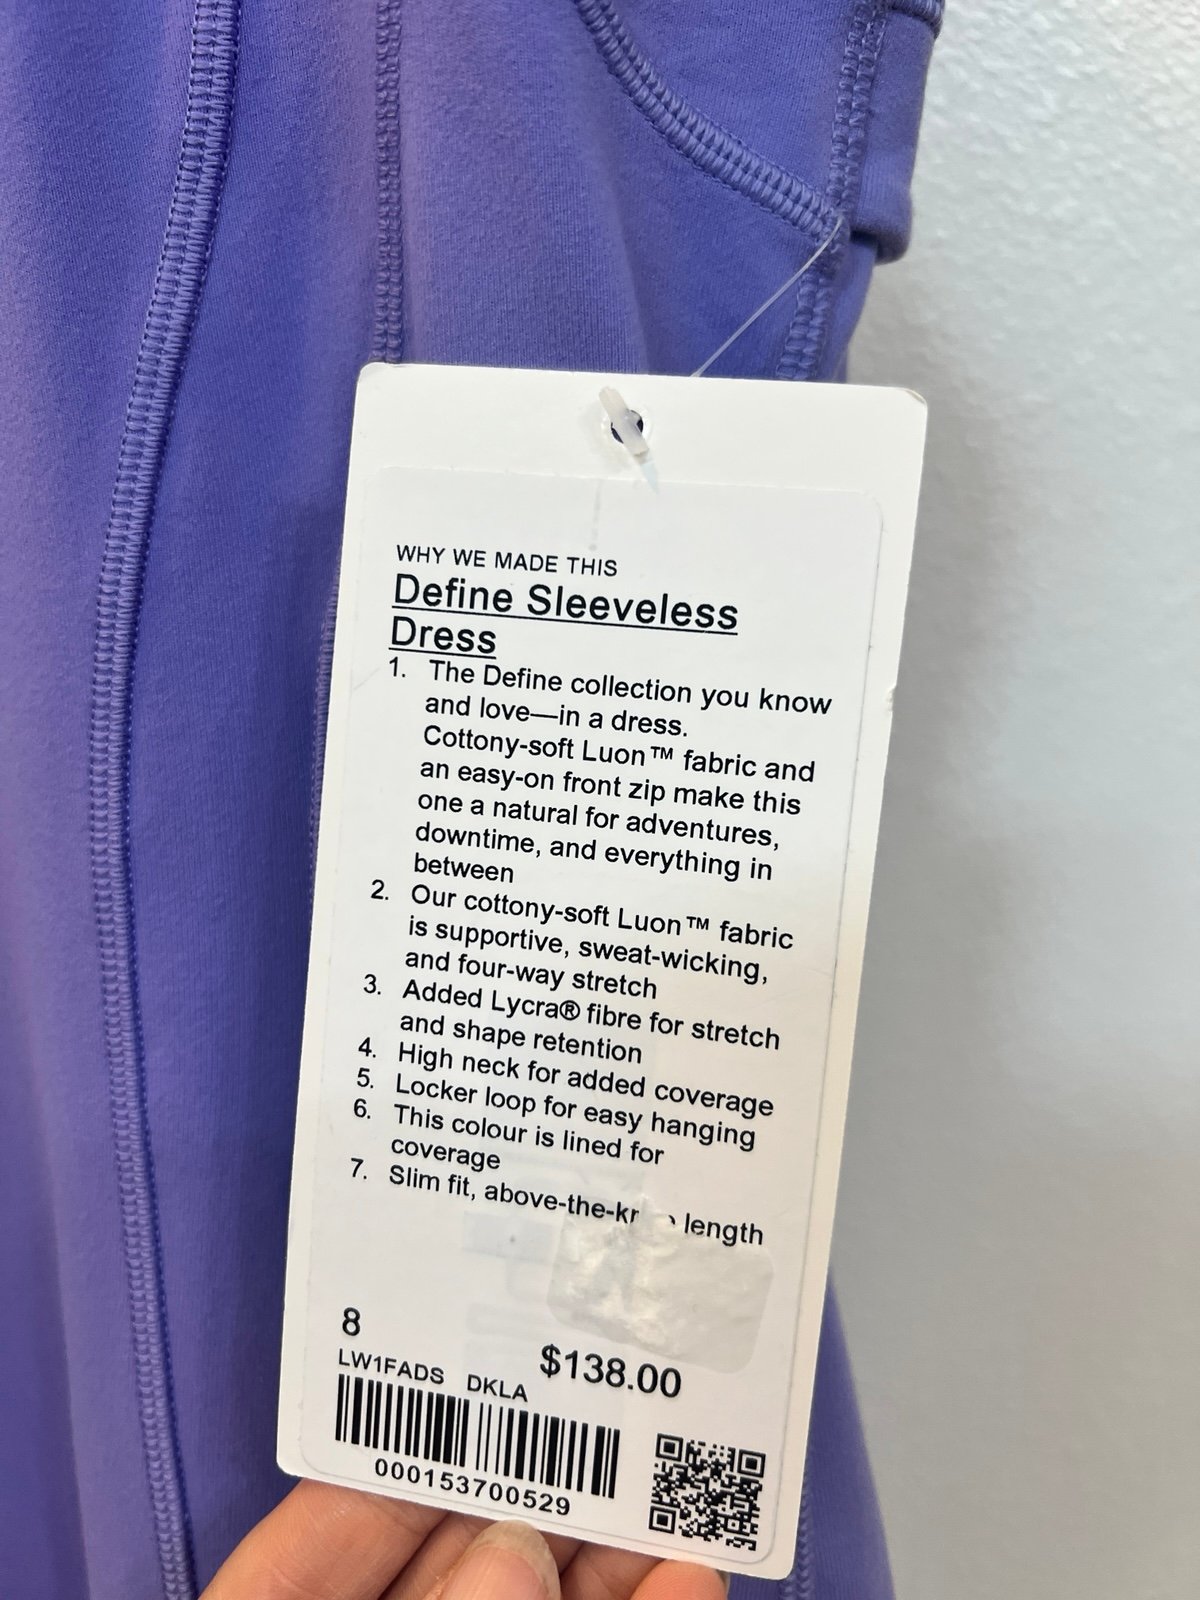 WHY WE MADE THIS
Define Sleeveless
Dress
1. The Define collection you know
and love—in a dress.
Cottony-soft Luon™ fabric and
an easy-on front zip make this
one a natural for adventures,
downtime, and everything in
between
2. Our cottony-soft Luon™ fabric
is supportive, sweat-wicking,
and four-way stretch
3. Added Lycra® fibre for stretch
and shape retention
4. High neck for added coverage
5. Locker loop for easy hanging
6. This colour is lined for
coverage
7. Slim fit, length
8
$138.00
LW1FADS DKLA
000153700529